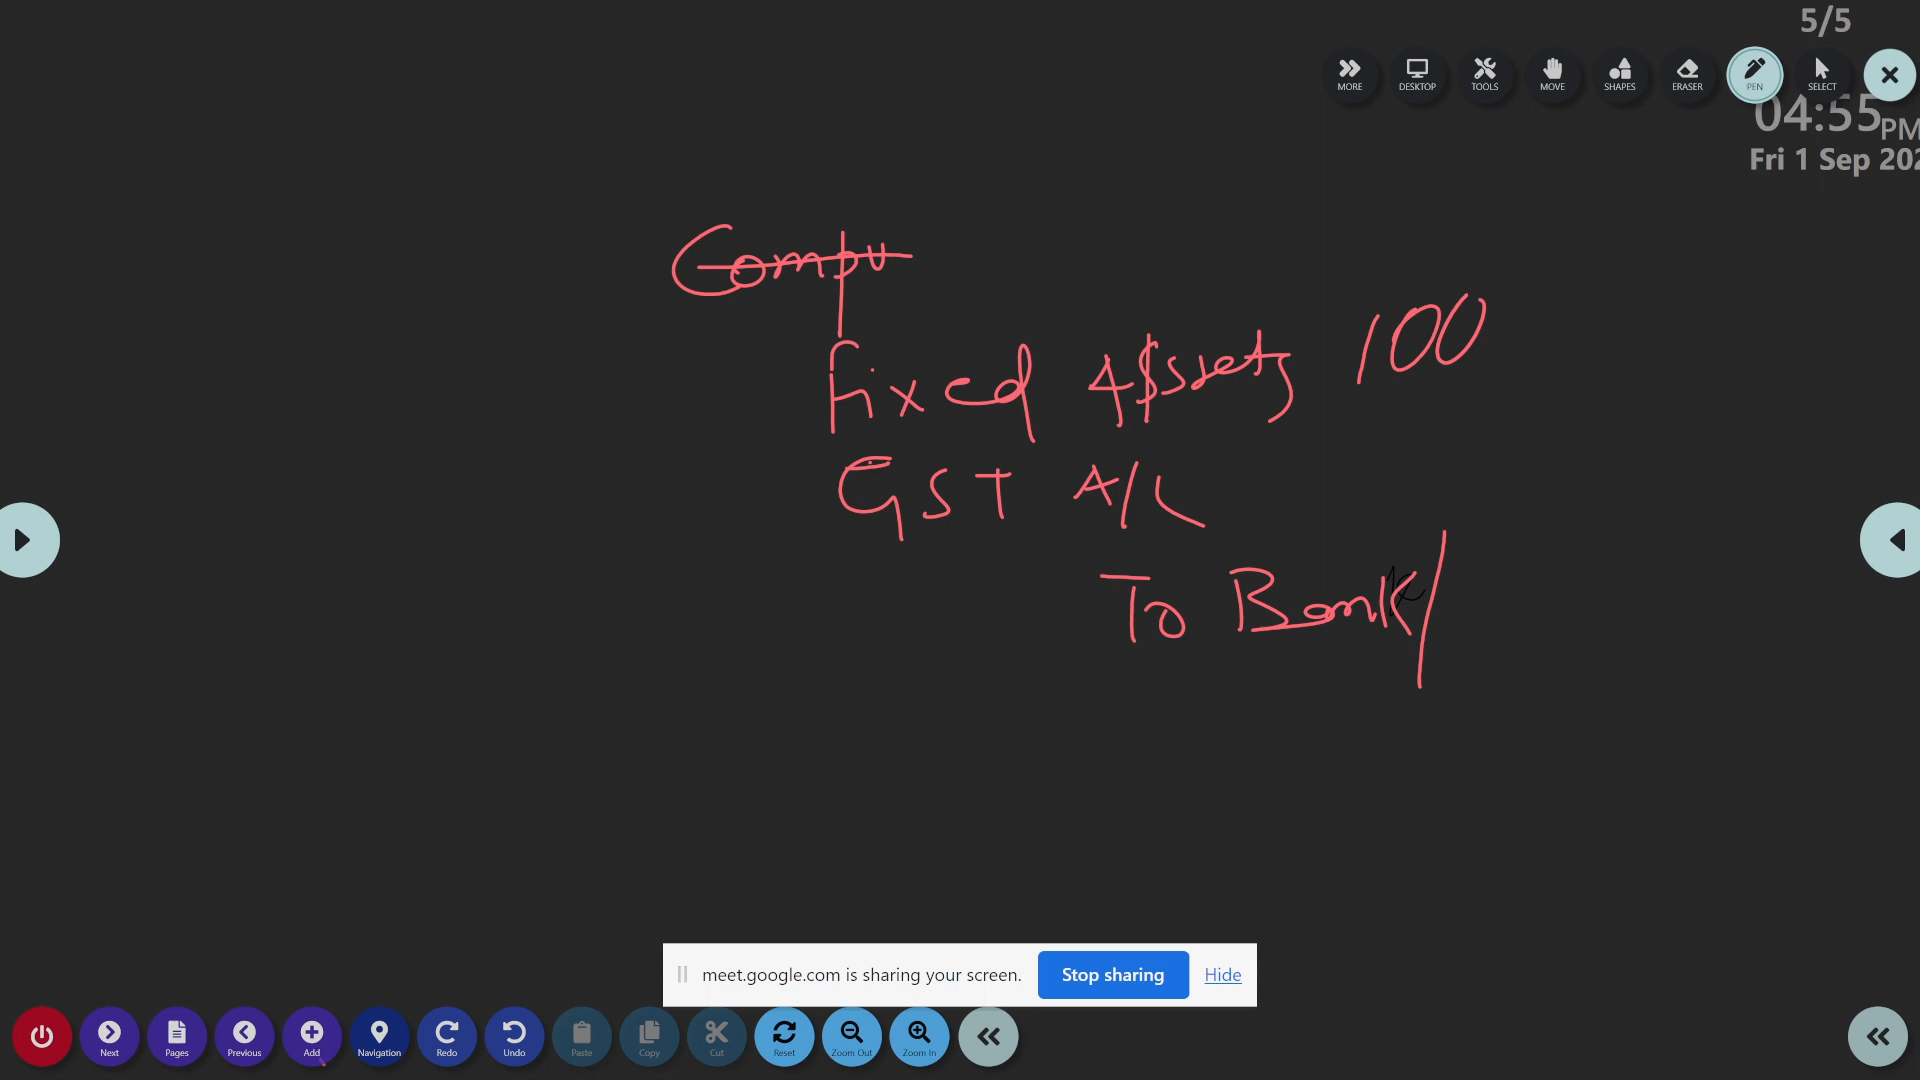 5/5
MORE DESKTOP TOOLS MOVE SHAPES ERASER PEN SELECT
04:55PM
Fri 1 Sep 202
Compu
Fixed Assets 100
GST A/C
To Bank/
meet.google.com is sharing your screen. Stop sharing Hide
Next Pages Previous Add Navigation Redo Undo Paste Copy Cut Reset Zoom Out Zoom In